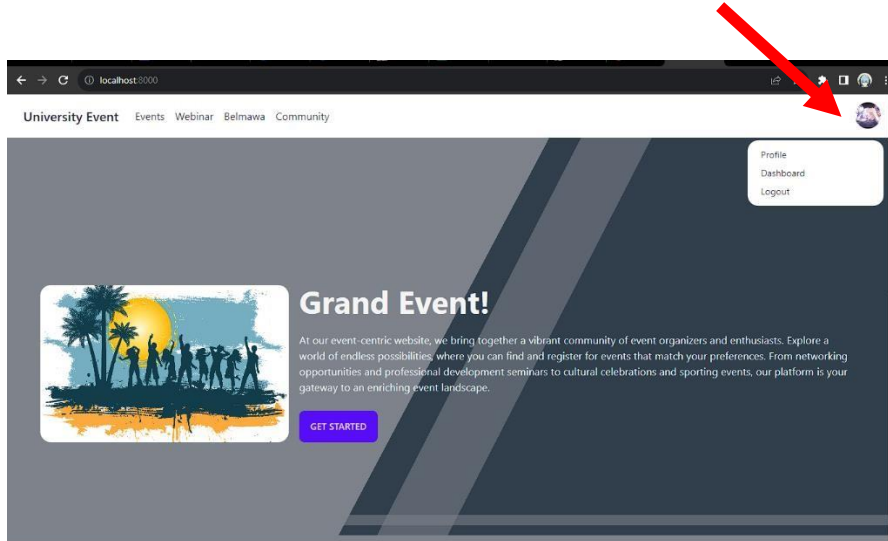 localhost:8000
University Event Events Webinar Belmawa Community
Profile
Dashboard
Logout
Grand Event!
At our event-centric website, we bring together a vibrant community of event organizers and enthusiasts. Explore a
world of endless possibilities, where you can find and register for events that match your preferences. From networking
opportunities and professional development seminars to cultural celebrations and sporting events, our platform is your
gateway to an enriching event landscape.
GET STARTED